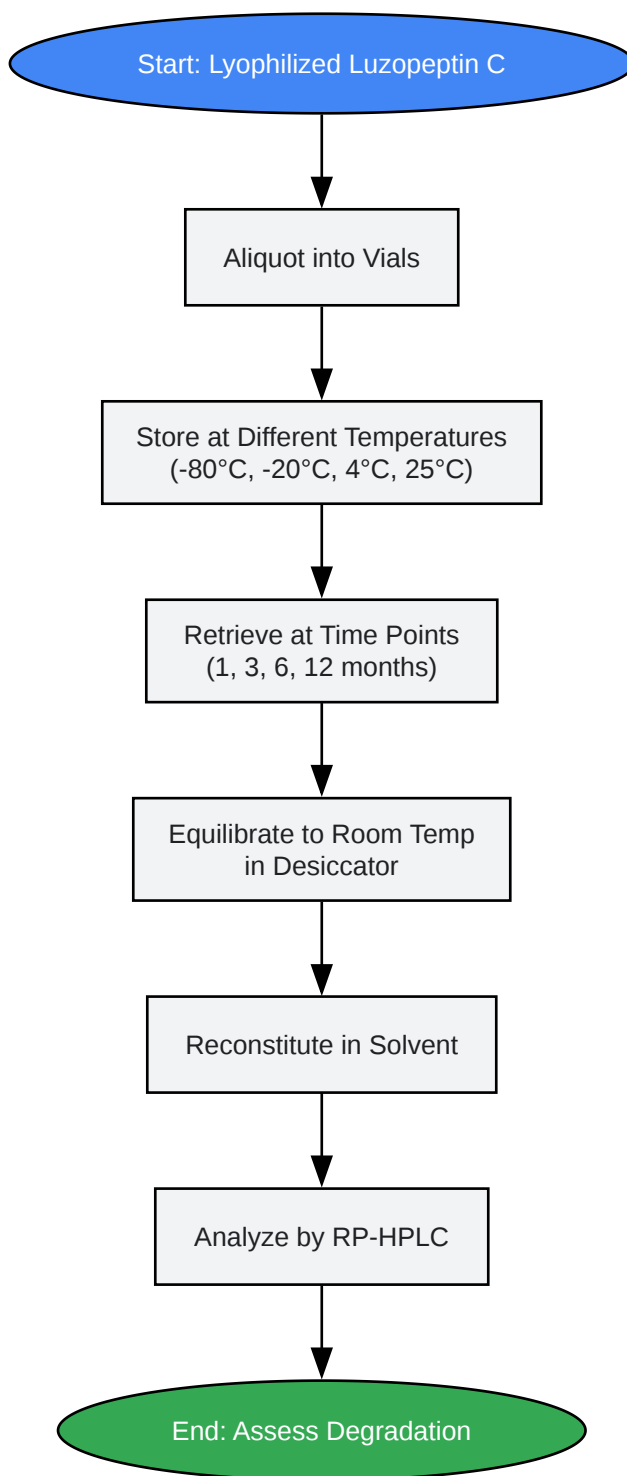 Start: Lyophilized Luzopeptin C
Aliquot into Vials
Store at Different Temperatures
(-80°C, -20°C, 4°C, 25°C)
Retrieve at Time Points
(1, 3, 6, 12 months)
Equilibrate to Room Temp
in Desiccator
Reconstitute in Solvent
Analyze by RP-HPLC
End: Assess Degradation